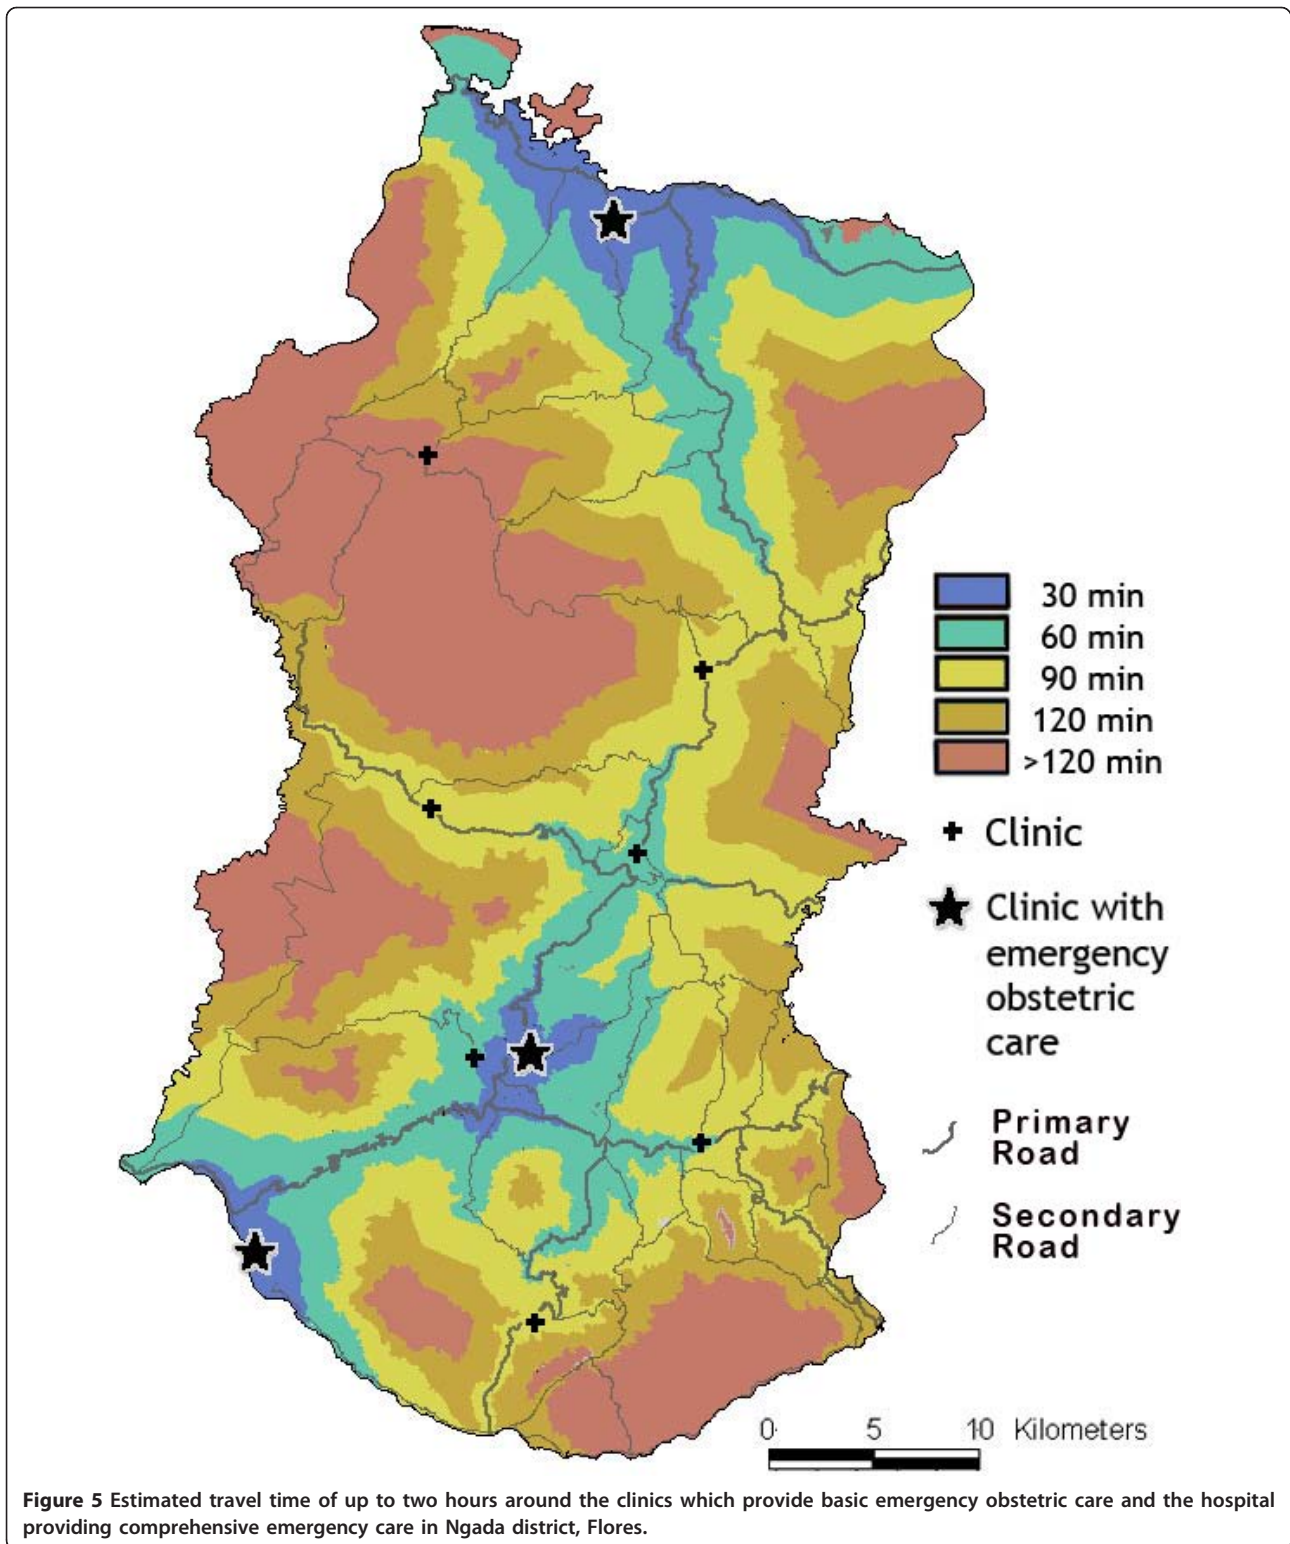 30 min
60 min
90 min
120 min
>120 min
Clinic
Clinic with
emergency
obstetric
care
Primary
Road
Secondary
Road
0 5 10 Kilometers
Figure 5 Estimated travel time of up to two hours around the clinics which provide basic emergency obstetric care and the hospital
providing comprehensive emergency care in Ngada district, Flores.